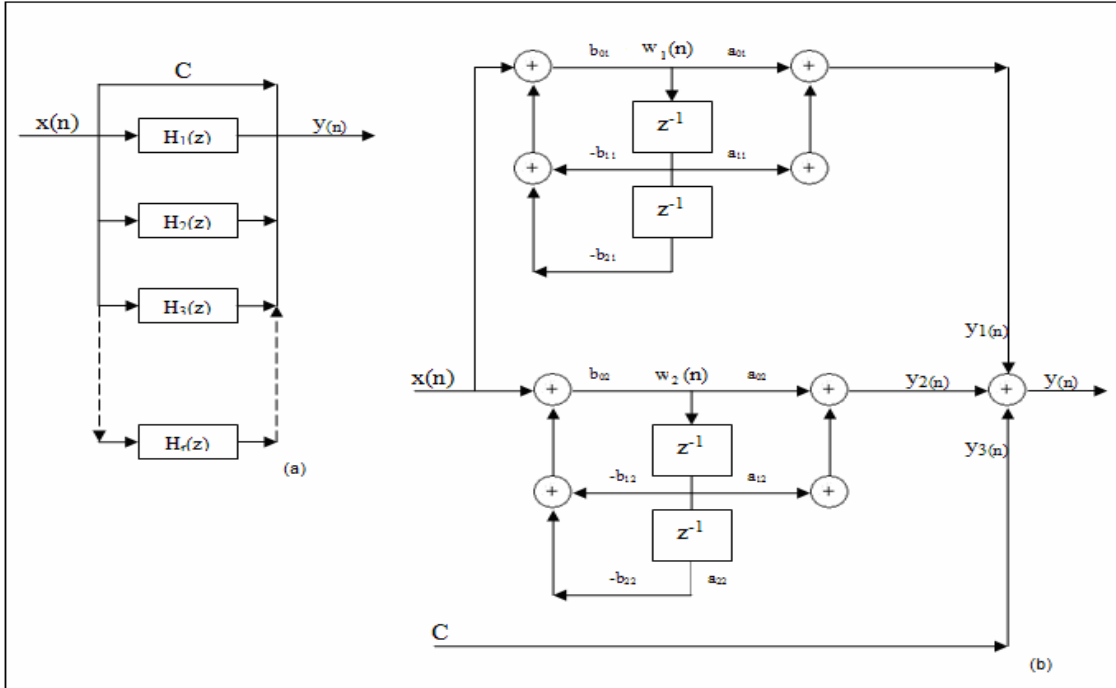 C
x(n)
H1(z)
y(n)
H2(z)
H3(z)
Hr(z)
(a)
b01
w1(n)
a01
+
+
z-1
-b11
a11
+
+
z-1
-b21
y1(n)
x(n)
b02
w2(n)
a02
y2(n)
y(n)
+
+
+
y3(n)
z-1
-b12
a12
+
+
z-1
-b22
a22
C
(b)